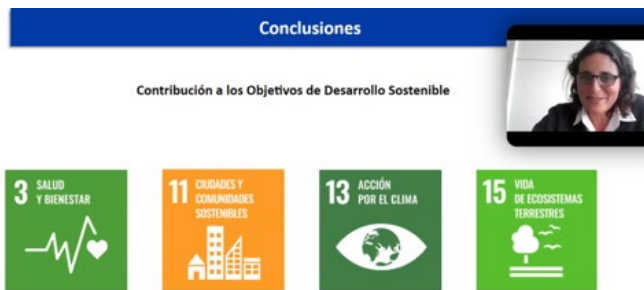 Conclusiones
Contribución a los Objetivos de Desarrollo Sostenible
3 SALUD
Y BIENESTAR
11 CIUDADES Y
COMUNIDADES
SOSTENIBLES
13 ACCIÓN
POR EL CLIMA
15 VIDA
DE ECOSISTEMAS
TERRESTRES